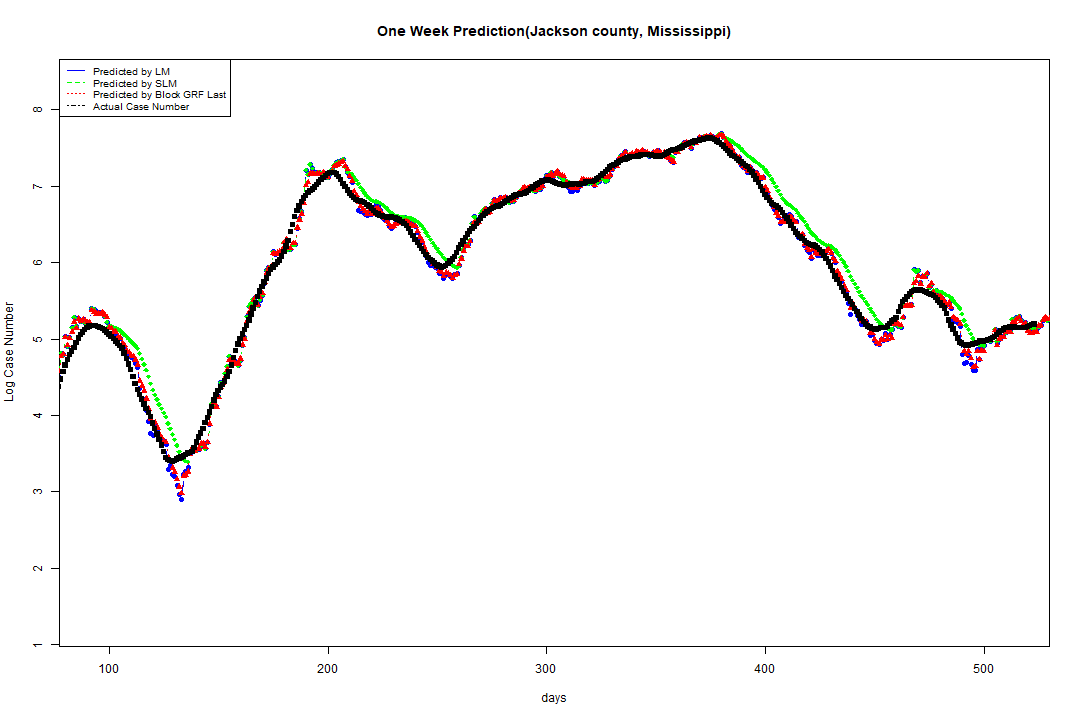 One Week Prediction(Jackson county, Mississippi)
Predicted by LM
Predicted by SLM
Predicted by Block GRF Last
Actual Case Number
8
7
6
5
4
3
2
1
Log Case Number
100 200 300 400 500
days